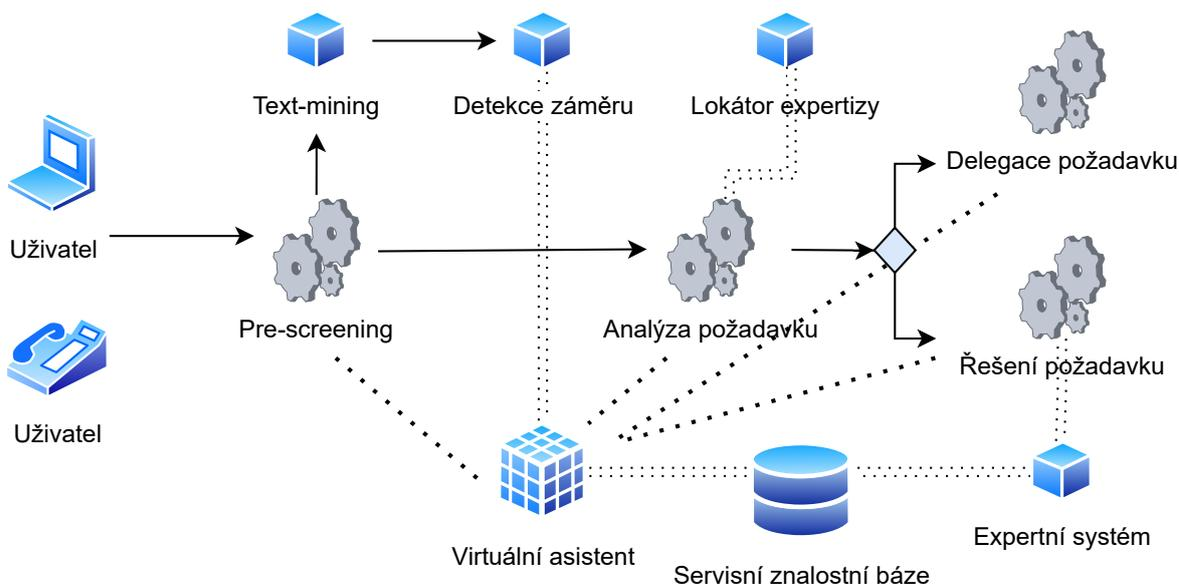 Text-mining
Detekce záměru
Lokátor expertizy
Delegace požadavku
Uživatel
Pre-screening
Analýza požadavku
Řešení požadavku
Uživatel
Virtuální asistent
Servisní znalostní báze
Expertní systém